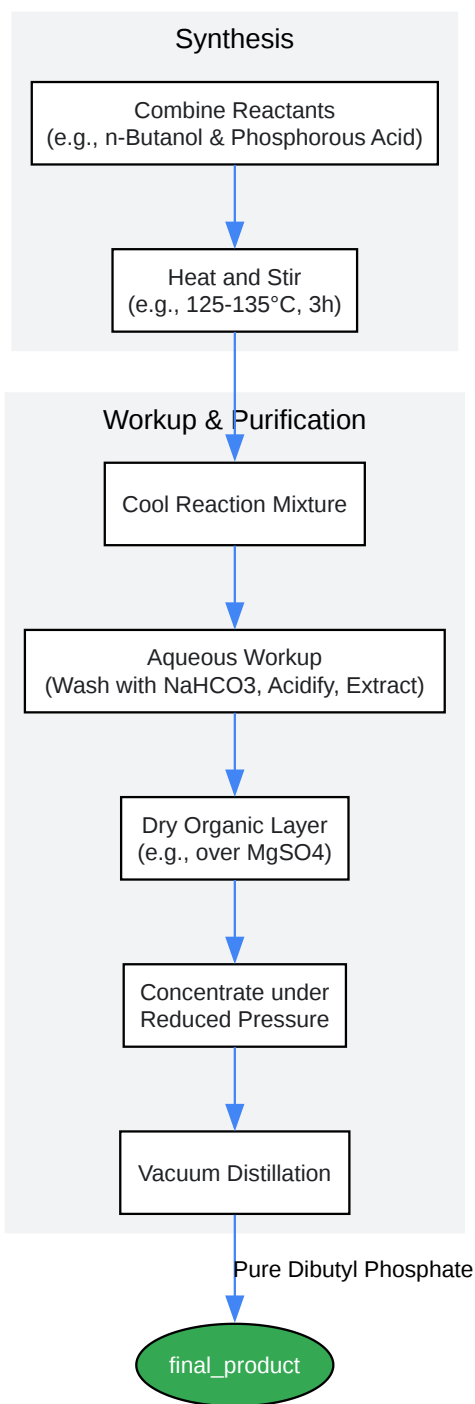 Synthesis
Combine Reactants
(e.g., n-Butanol & Phosphorous Acid)
Heat and Stir
(e.g., 125-135°C, 3h)
Workup & Purification
Cool Reaction Mixture
Aqueous Workup
(Wash with NaHCO3, Acidify, Extract)
Dry Organic Layer
(e.g., over MgSO4)
Concentrate under
Reduced Pressure
Vacuum Distillation
Pure Dibutyl Phosphate
final_product